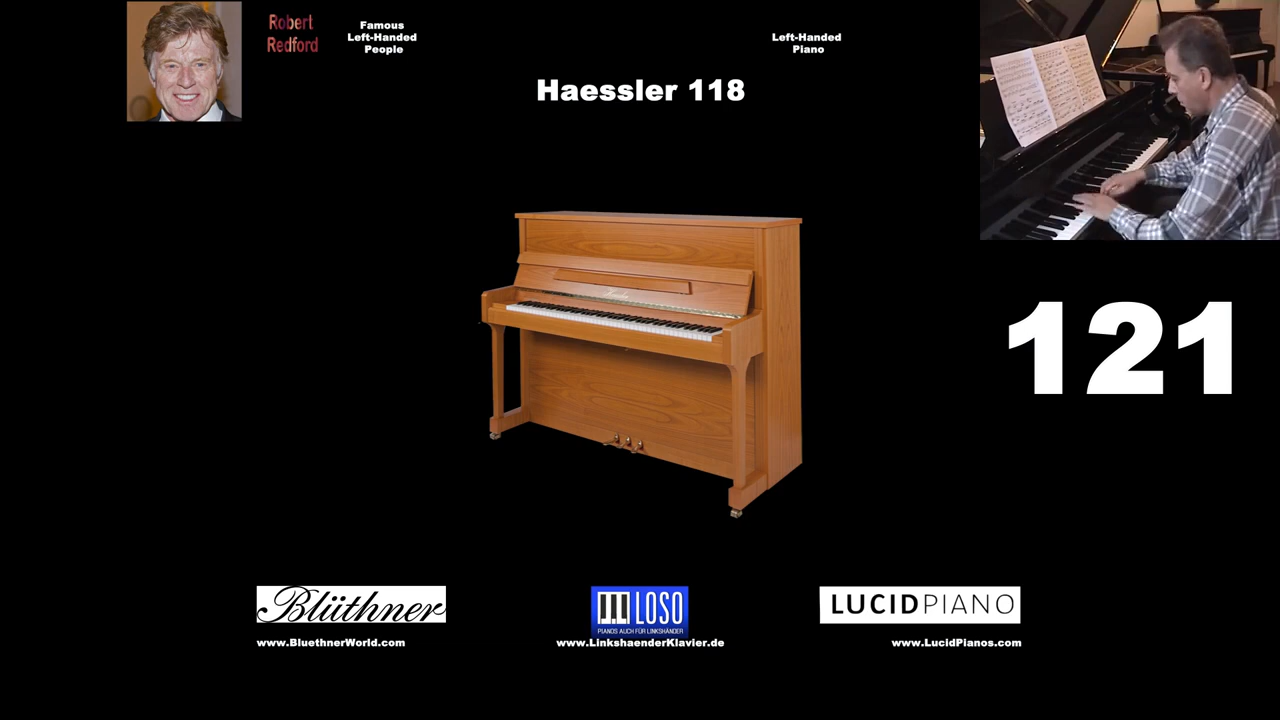 Robert
Redford
Famous
Left-Handed
People
Left-Handed
Piano
Haessler 118
121
Blüthner
www.BluethnerWorld.com
LOSO
PIANOS AUCH FÜR LINKSHÄNDER
www.LinkshaenderKlavier.de
LUCIDPIANO
www.LucidPianos.com